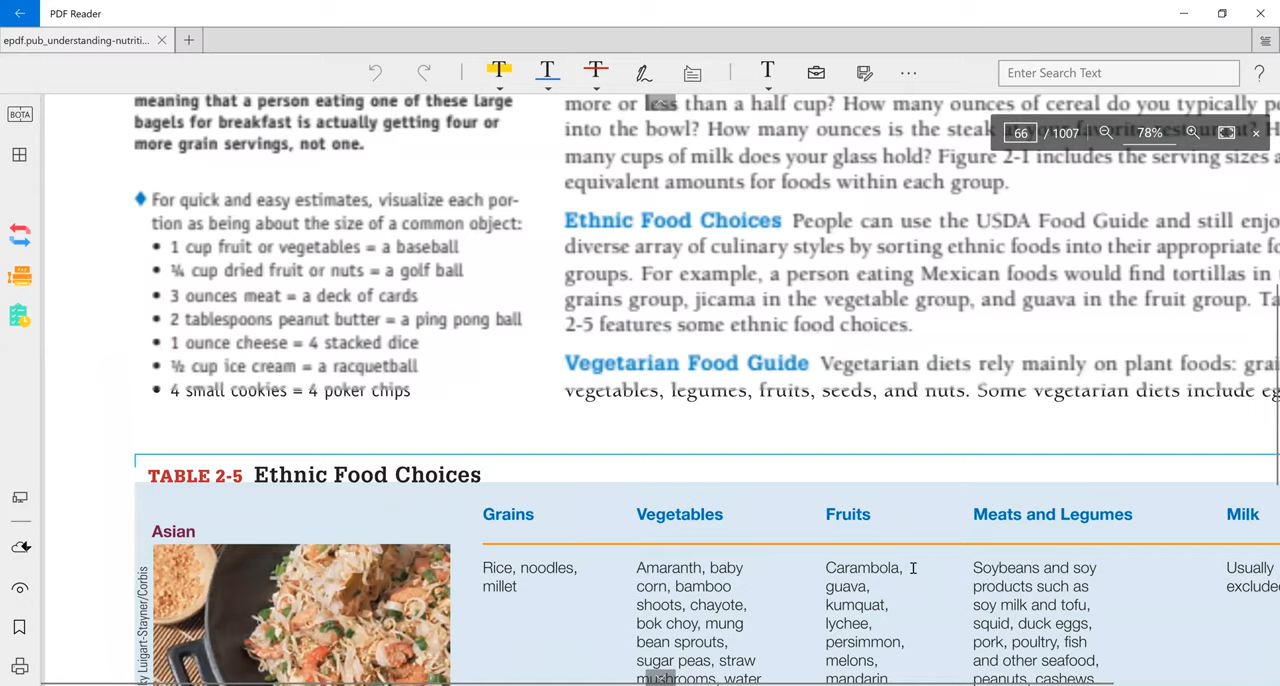 PDF Reader
epdf.pub_understanding-nutriti...
Enter Search Text
?
BOTA
66 / 1007 78%
meaning that a person eating one of these large
bagels for breakfast is actually getting four or
more grain servings, not one.
For quick and easy estimates, visualize each por-
tion as being about the size of a common object:
• 1 cup fruit or vegetables = a baseball
• ¼ cup dried fruit or nuts = a golf ball
• 3 ounces meat = a deck of cards
• 2 tablespoons peanut butter = a ping pong ball
• 1 ounce cheese = 4 stacked dice
• ½ cup ice cream = a racquetball
• 4 small cookies = 4 poker chips
more or less than a half cup? How many ounces of cereal do you typically
into the bowl? How many ounces is the steak
many cups of milk does your glass hold? Figure 2-1 includes the serving sizes
equivalent amounts for foods within each group.
Ethnic Food Choices People can use the USDA Food Guide and still
diverse array of culinary styles by sorting ethnic foods into their appropriate
groups. For example, a person eating Mexican foods would find tortillas in
grains group, jicama in the vegetable group, and guava in the fruit group.
2-5 features some ethnic food choices.
Vegetarian Food Guide Vegetarian diets rely mainly on plant foods:
vegetables, legumes, fruits, seeds, and nuts. Some vegetarian diets include
TABLE 2-5 Ethnic Food Choices
Grains Vegetables Fruits Meats and Legumes Milk
Asian
Rice, noodles,
millet
Amaranth, baby
corn, bamboo
shoots, chayote,
bok choy, mung
bean sprouts,
sugar peas, straw
mushrooms, water
Carambola,
guava,
kumquat,
lychee,
persimmon,
melons,
mandarin
Soybeans and soy
products such as
soy milk and tofu,
squid, duck eggs,
pork, poultry, fish
and other seafood,
peanuts, cashews
Usually
Luigart-Stayner/Corbis